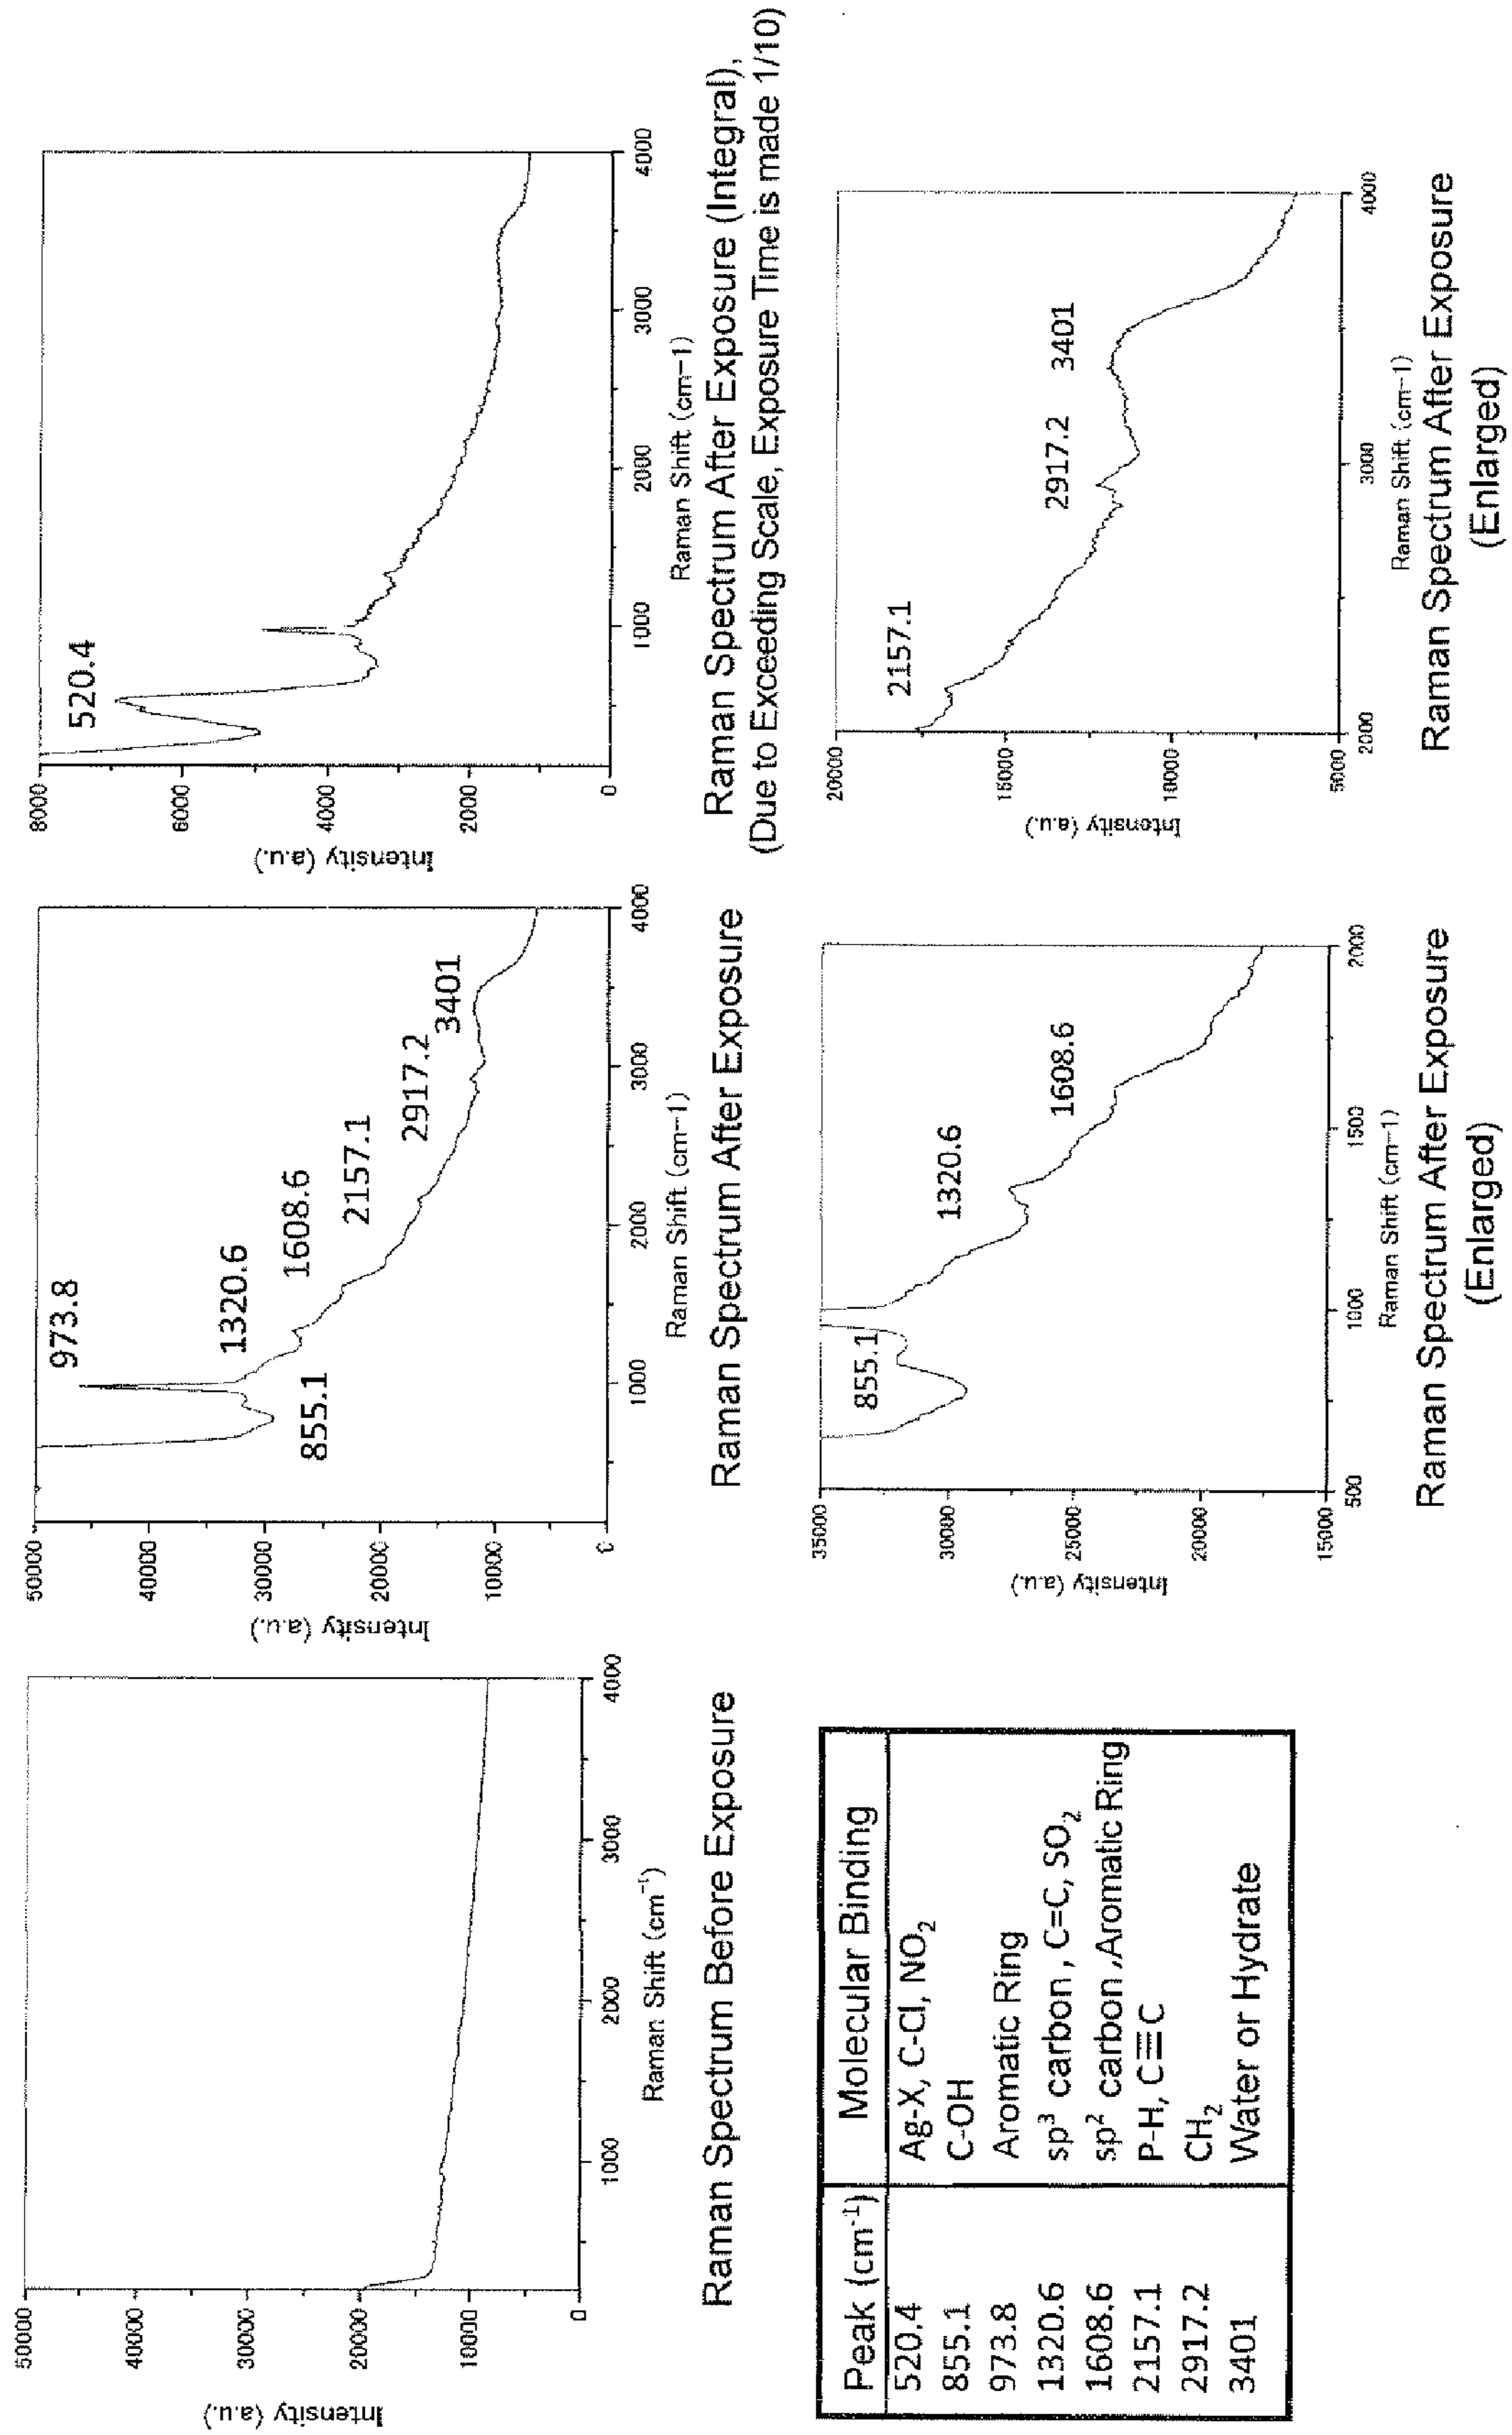 50000
40000
30000
20000
10000
0
Intensity (a.u.)
1000
2000
3000
4000
Raman Shift (cm⁻¹)
Raman Spectrum Before Exposure
50000
40000
30000
20000
10000
0
Intensity (a.u.)
973.8
855.1
1320.6
1608.6
2157.1
2917.2
3401
1000
2000
3000
4000
Raman Shift (cm−1)
Raman Spectrum After Exposure
8000
6000
4000
2000
0
Intensity (a.u.)
520.4
1000
2000
3000
4000
Raman Shift (cm−1)
Raman Spectrum After Exposure (Integral),
(Due to Exceeding Scale, Exposure Time is made 1/10)
Peak (cm⁻¹) Molecular Binding
520.4 Ag-X, C-Cl, NO₂
855.1 C-OH
973.8 Aromatic Ring
1320.6 sp³ carbon , C=C, SO₂
1608.6 sp² carbon ,Aromatic Ring
2157.1 P-H, C≡C
2917.2 CH₂
3401 Water or Hydrate
35000
30000
25000
20000
15000
Intensity (a.u.)
855.1
1320.6
1608.6
500
1000
1500
2000
Raman Shift (cm−1)
Raman Spectrum After Exposure
(Enlarged)
20000
15000
10000
5000
Intensity (a.u.)
2157.1
2917.2
3401
2000
3000
4000
Raman Shift (cm−1)
Raman Spectrum After Exposure
(Enlarged)